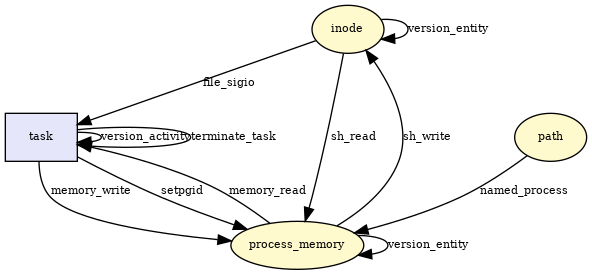 inode
version_entity
file_sigio
task
version_activity
terminate_task
sh_read
sh_write
path
memory_write
setpgid
memory_read
named_process
process_memory
version_entity